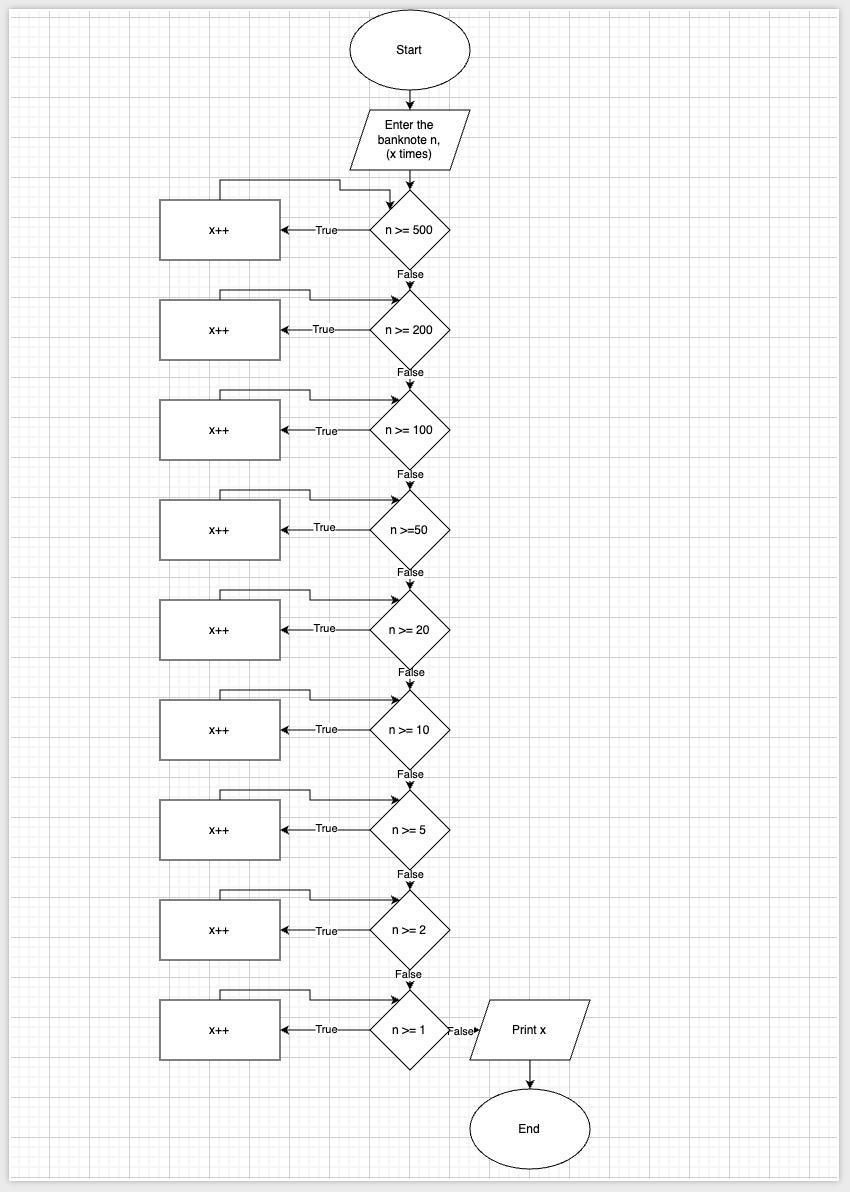 Start
Enter the
banknote n,
(x times)
x++
True
n >= 500
False
x++
True
n >= 200
False
x++
True
n >= 100
False
x++
True
n >=50
False
x++
True
n >= 20
False
x++
True
n >= 10
False
x++
True
n >= 5
False
x++
True
n >= 2
False
x++
True
n >= 1
False
Print x
End